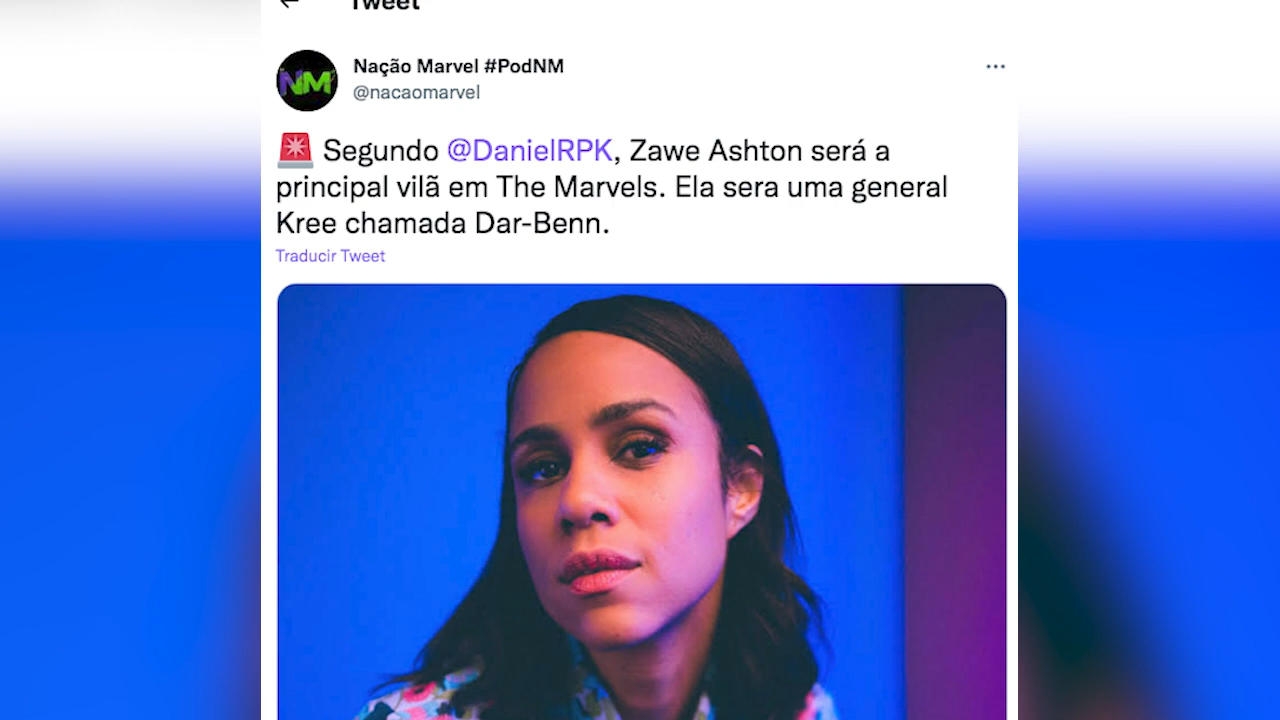 Tweet
NM
Nação Marvel #PodNM
@nacaomarvel
🚨 Segundo @DanielRPK, Zawe Ashton será a
principal vilã em The Marvels. Ela sera uma general
Kree chamada Dar-Benn.
Traducir Tweet